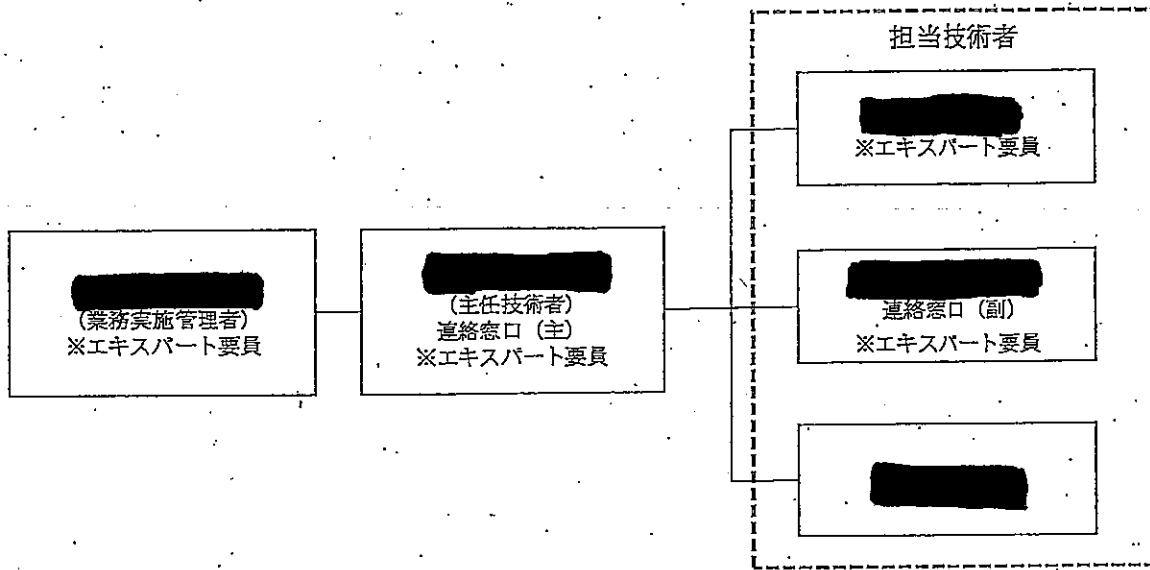 担当技術者
※エキスパート要員
(業務実施管理者)
※エキスパート要員
(主任技術者)
連絡窓口（主）
※エキスパート要員
連絡窓口（副）
※エキスパート要員